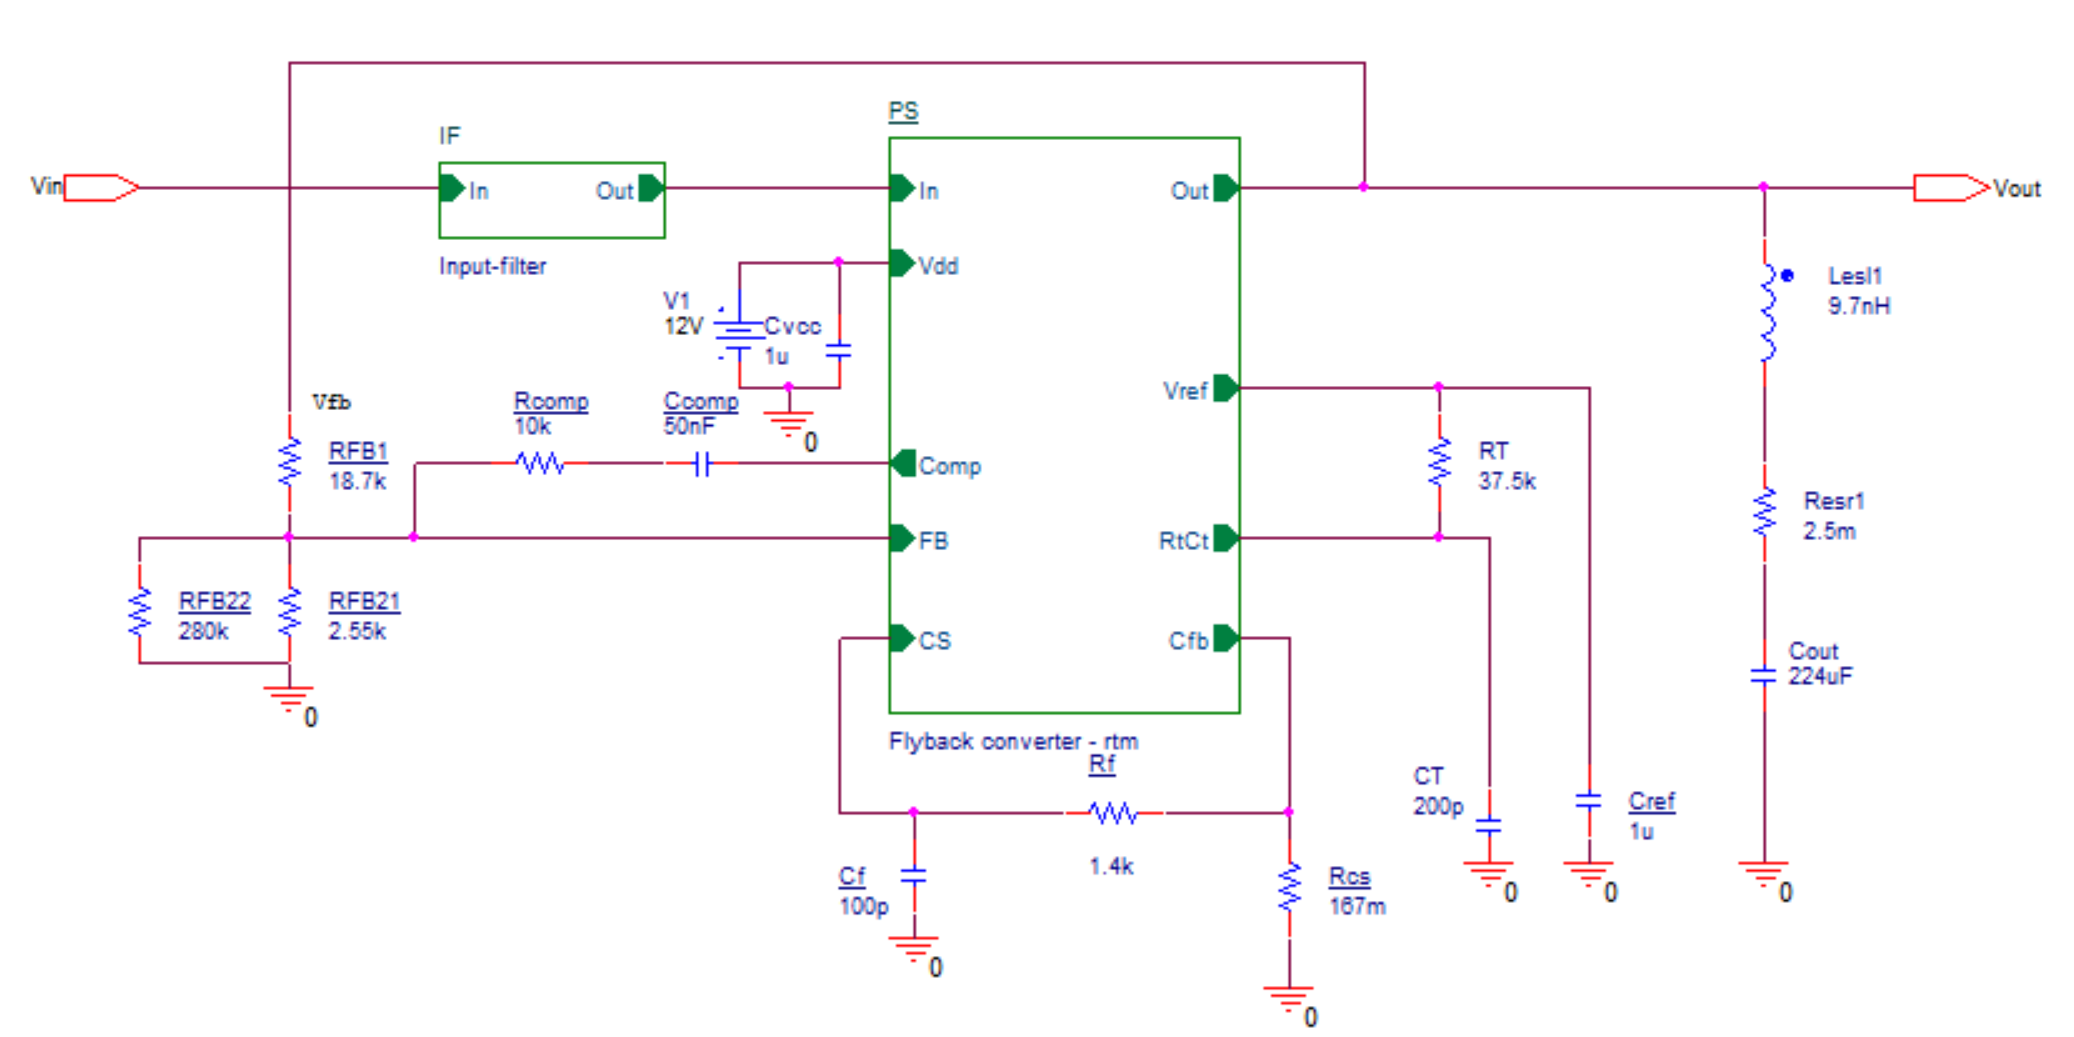 PS
IF
Vin
In
Out
In
Out
Vout
Input-filter
Vdd
V1
12V
Cvcc
1u
0
Lesl1
9.7nH
Vref
Vfb
Rcomp
10k
Ccomp
50nF
RFB1
18.7k
Comp
RT
37.5k
Resr1
2.5m
FB
RtCt
RFB22
280k
RFB21
2.55k
0
CS
Cfb
Cout
224uF
Flyback converter - rtm
Rf
1.4k
CT
200p
0
Cref
1u
0
0
Cf
100p
0
Rcs
167m
0